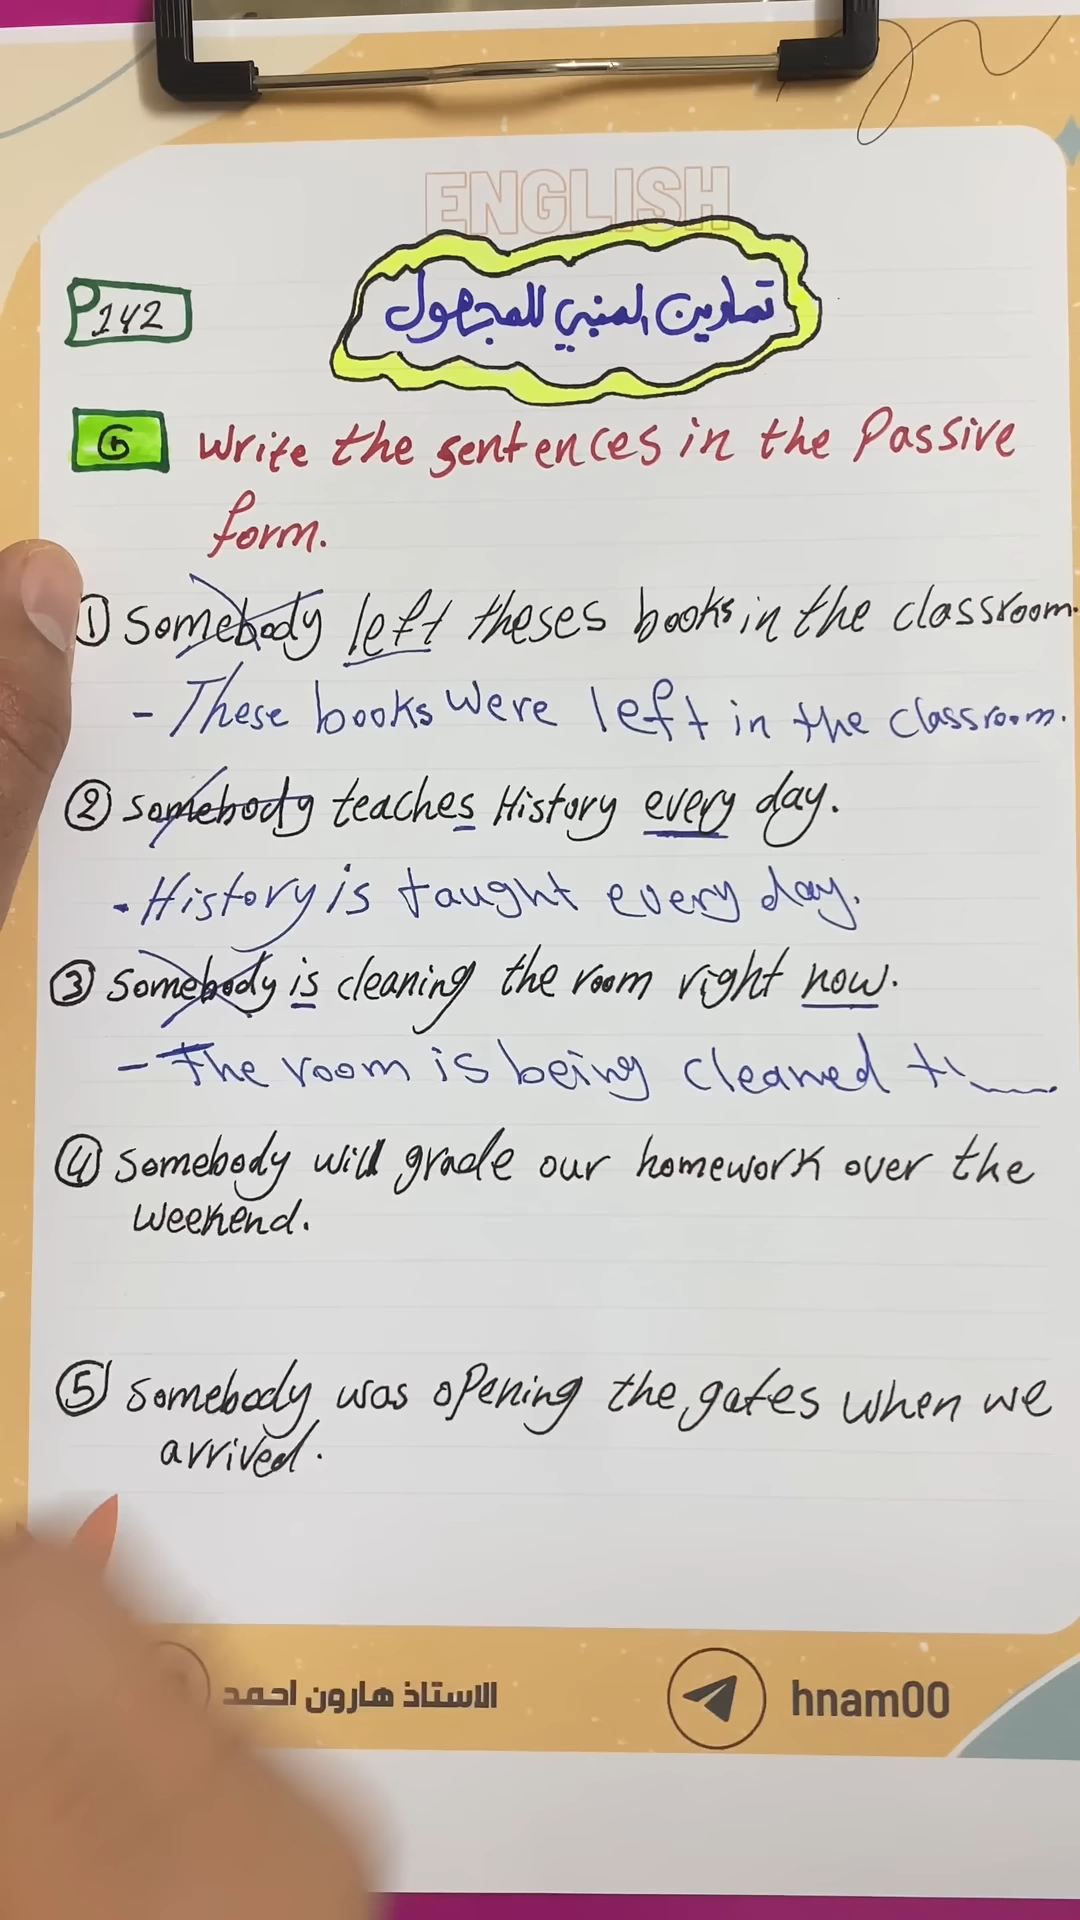 ENGLISH
P142
تمارين المبني للمجهول
G Write the sentences in the Passive
form.
① Somebody left theses books in the classroom.
- These books were left in the classroom.
② Somebody teaches History every day.
- History is taught every day.
③ Somebody is cleaning the room right now.
- The room is being cleaned
④ Somebody will grade our homework over the
weekend.
⑤ Somebody was opening the gates when we
arrived.
الاستاذ هارون احمد
hnam00